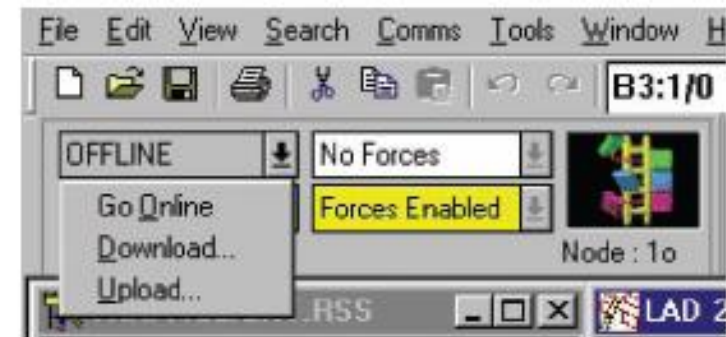 File Edit View Search Comms Tools Window H
B3:1/0
OFFLINE No Forces
Go Online Forces Enabled
Download...
Node : 1o
Upload...
.RSS LAD 2